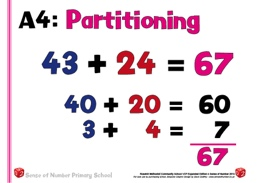 A4: Partitioning
43 + 24 = 67
40 + 20 = 60
3 + 4 = 7
67
Sense of Number Primary School